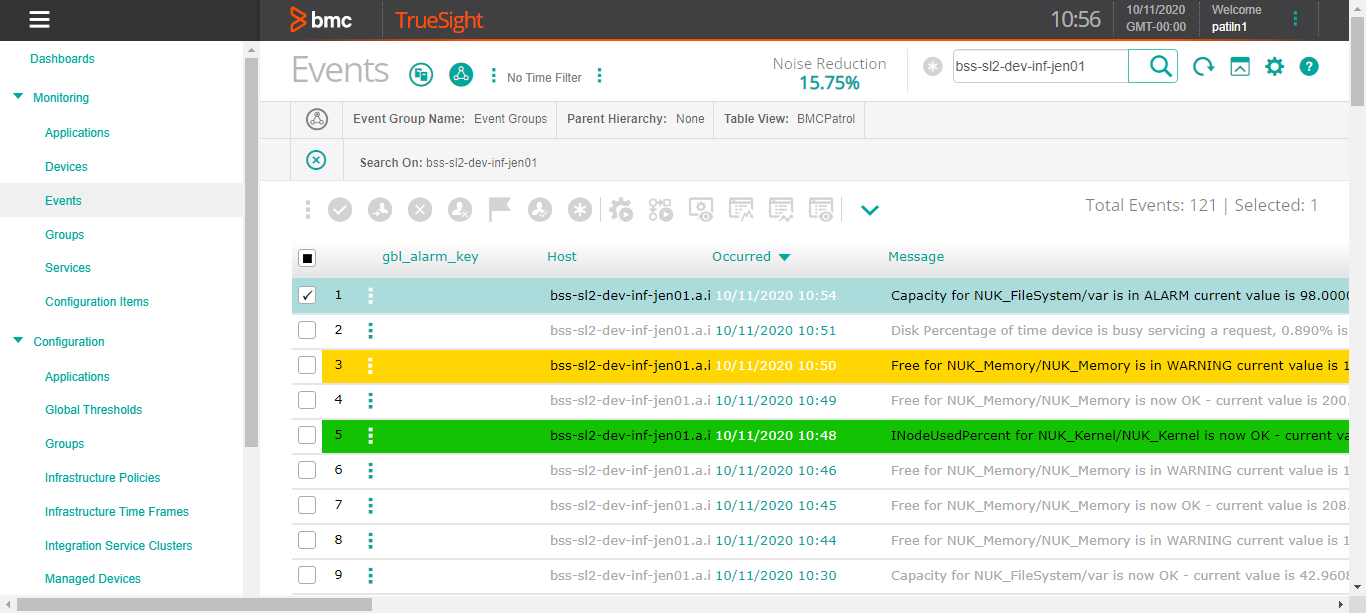 bmc TrueSight 10:56 10/11/2020 GMT-00:00 Welcome patiln1
Dashboards
Monitoring
Applications
Devices
Events
Groups
Services
Configuration Items
Configuration
Applications
Global Thresholds
Groups
Infrastructure Policies
Infrastructure Time Frames
Integration Service Clusters
Managed Devices
Events No Time Filter Noise Reduction 15.75% bss-sl2-dev-inf-jen01
Event Group Name: Event Groups Parent Hierarchy: None Table View: BMCPatrol
Search On: bss-sl2-dev-inf-jen01
Total Events: 121 | Selected: 1
gbl_alarm_key Host Occurred Message
1 bss-sl2-dev-inf-jen01.a.i 10/11/2020 10:54 Capacity for NUK_FileSystem/var is in ALARM current value is 98.0000
2 bss-sl2-dev-inf-jen01.a.i 10/11/2020 10:51 Disk Percentage of time device is busy servicing a request, 0.890% is
3 bss-sl2-dev-inf-jen01.a.i 10/11/2020 10:50 Free for NUK_Memory/NUK_Memory is in WARNING current value is 1
4 bss-sl2-dev-inf-jen01.a.i 10/11/2020 10:49 Free for NUK_Memory/NUK_Memory is now OK - current value is 200.
5 bss-sl2-dev-inf-jen01.a.i 10/11/2020 10:48 INodeUsedPercent for NUK_Kernel/NUK_Kernel is now OK - current va
6 bss-sl2-dev-inf-jen01.a.i 10/11/2020 10:46 Free for NUK_Memory/NUK_Memory is in WARNING current value is 1
7 bss-sl2-dev-inf-jen01.a.i 10/11/2020 10:45 Free for NUK_Memory/NUK_Memory is now OK - current value is 208.
8 bss-sl2-dev-inf-jen01.a.i 10/11/2020 10:44 Free for NUK_Memory/NUK_Memory is in WARNING current value is 1
9 bss-sl2-dev-inf-jen01.a.i 10/11/2020 10:30 Capacity for NUK_FileSystem/var is now OK - current value is 42.9608